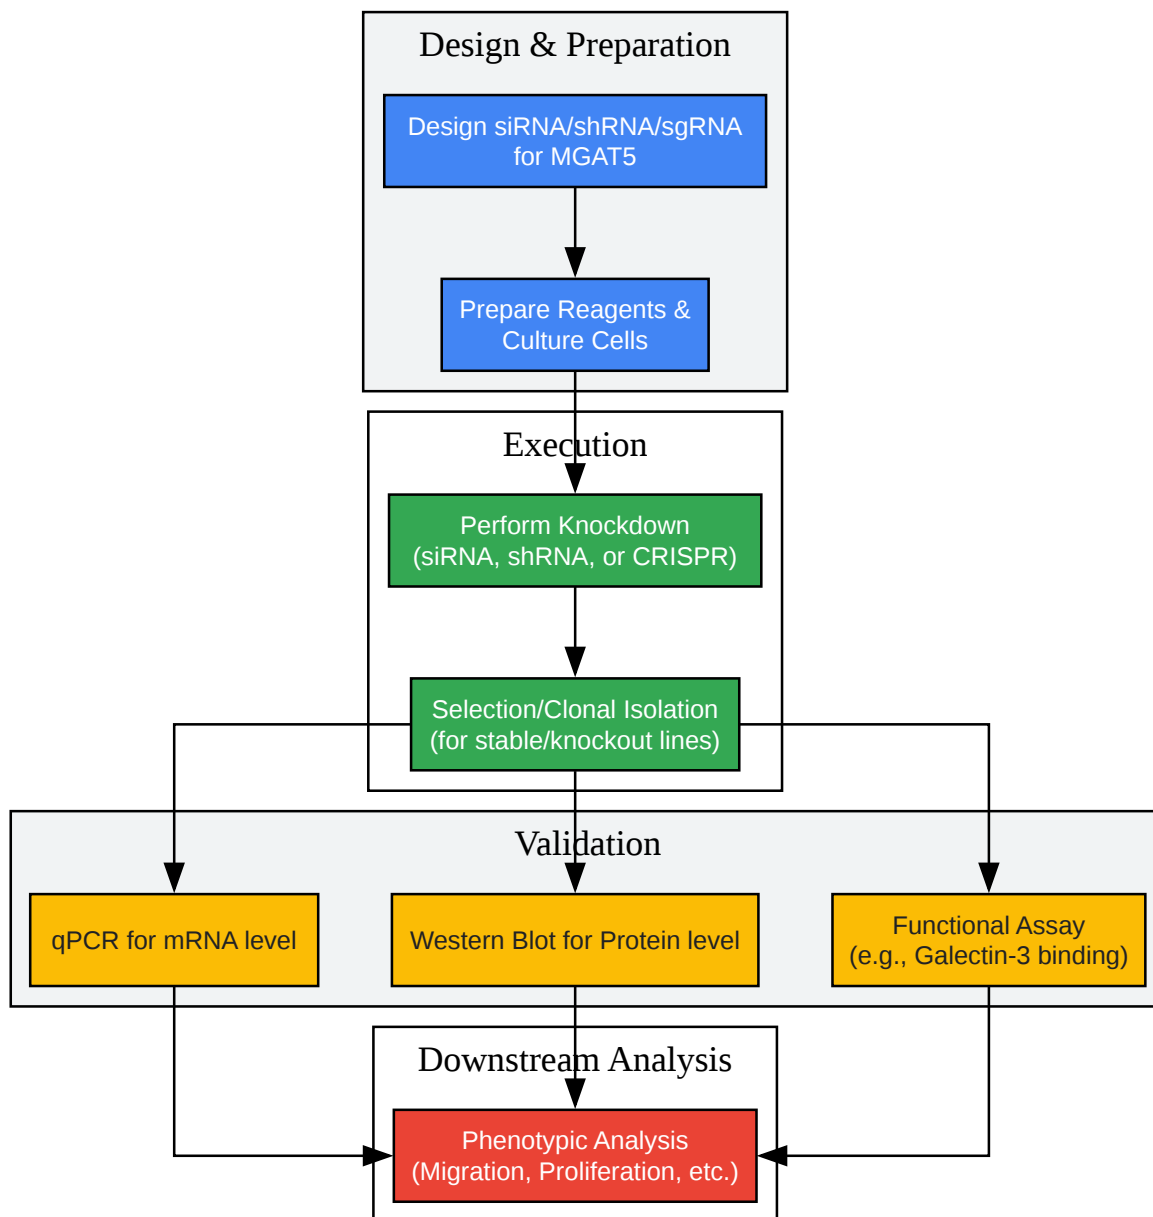 Design & Preparation
Design siRNA/shRNA/sgRNA
for MGAT5
Prepare Reagents &
Culture Cells
Execution
Perform Knockdown
(siRNA, shRNA, or CRISPR)
Selection/Clonal Isolation
(for stable/knockout lines)
Validation
qPCR for mRNA level
Western Blot for Protein level
Functional Assay
(e.g., Galectin-3 binding)
Downstream Analysis
Phenotypic Analysis
(Migration, Proliferation, etc.)